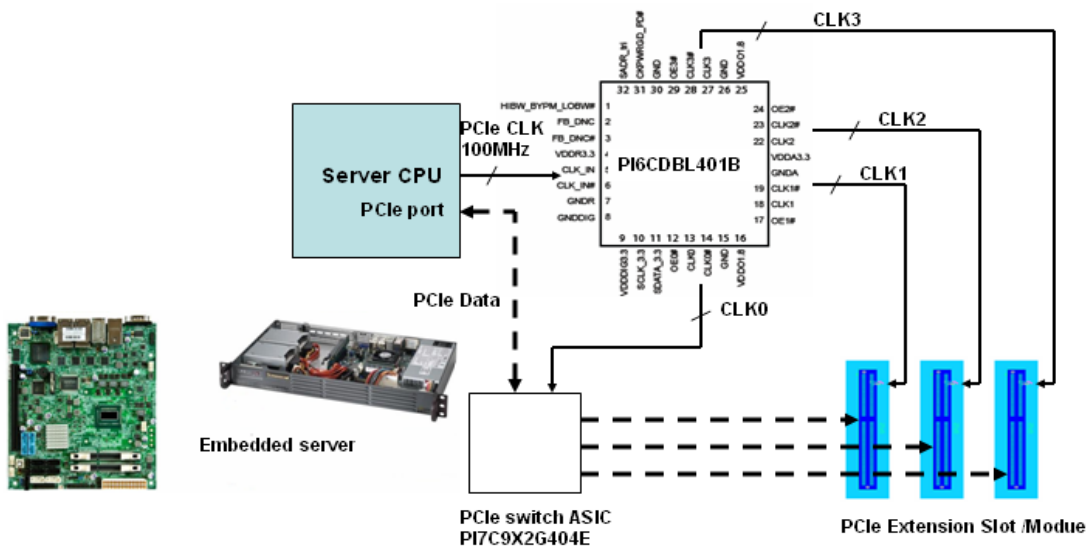 CLK3
SADR_tri
CKPWRGD_PD#
GND
OE3#
CLK3#
CLK3
GND
VDDO1.8
32 31 30 29 28 27 26 25
HIBW_BYPM_LOBW# 1
FB_DNC 2
FB_DNC# 3
VDDR3.3 4
CLK_IN 5
CLK_IN# 6
GNDR 7
GNDDIG 8
24 OE2#
23 CLK2#
22 CLK2
VDDA3.3
GNDA
19 CLK1#
18 CLK1
17 OE1#
PI6CDBL401B
9 10 11 12 13 14 15 16
VDDDIG3.3
SCLK_3.3
SDATA_3.3
OE0#
CLK0
CLK0#
GND
VDDO1.8
PCIe CLK
100MHz
Server CPU
PCIe port
CLK2
CLK1
CLK0
PCIe Data
Embedded server
PCIe switch ASIC
PI7C9X2G404E
PCIe Extension Slot /Modue